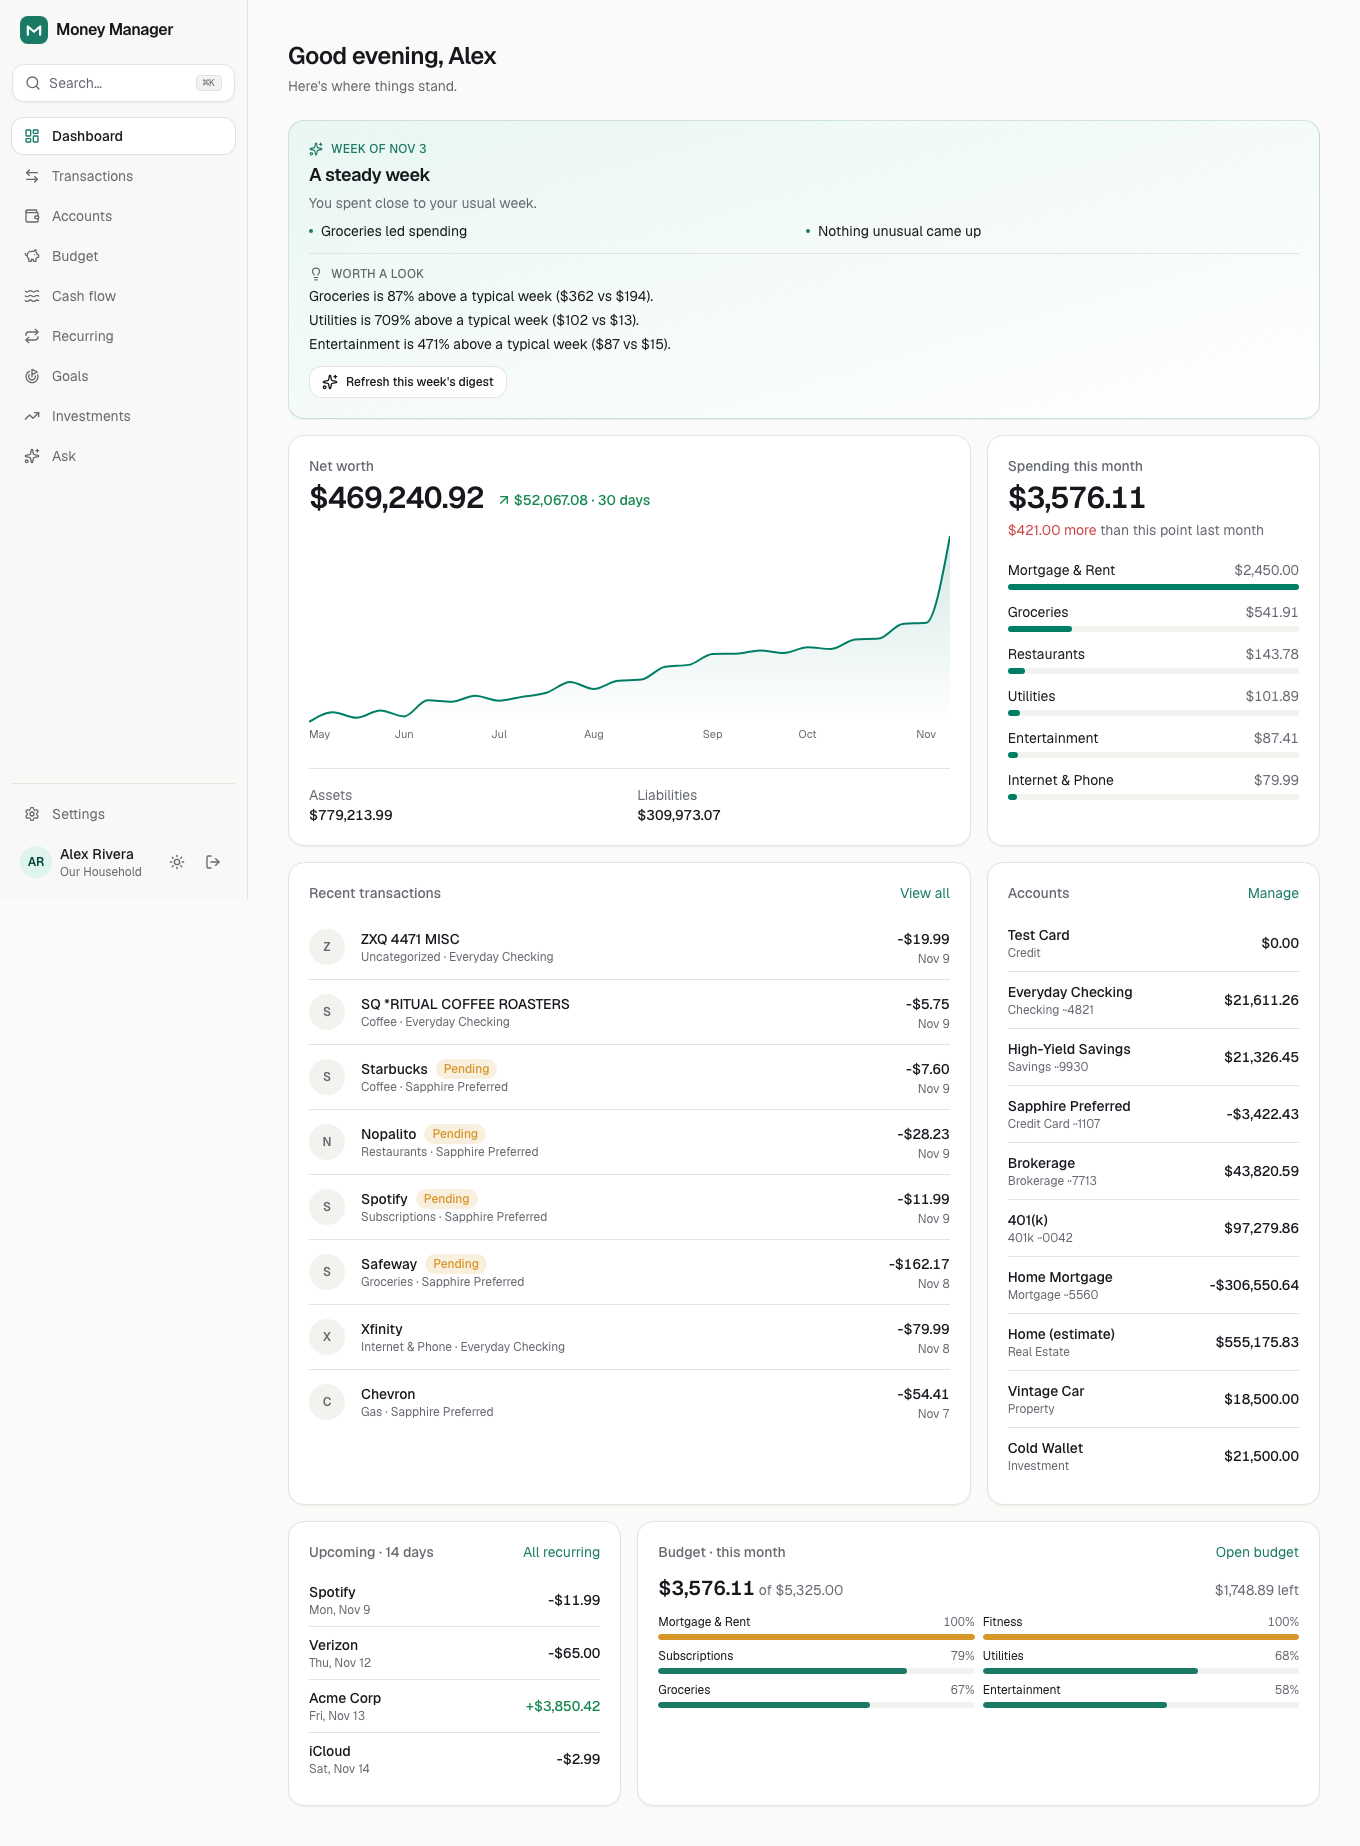 Money Manager
Search...
⌘K
Dashboard
Transactions
Accounts
Budget
Cash flow
Recurring
Goals
Investments
Ask
Settings
AR
Alex Rivera
Our Household
Good evening, Alex
Here's where things stand.
WEEK OF NOV 3
A steady week
You spent close to your usual week.
• Groceries led spending
• Nothing unusual came up
WORTH A LOOK
Groceries is 87% above a typical week ($362 vs $194).
Utilities is 709% above a typical week ($102 vs $13).
Entertainment is 471% above a typical week ($87 vs $15).
Refresh this week's digest
Net worth
$469,240.92 $52,067.08 · 30 days
May Jun Jul Aug Sep Oct Nov
Assets
$779,213.99
Liabilities
$309,973.07
Spending this month
$3,576.11
$421.00 more than this point last month
Mortgage & Rent $2,450.00
Groceries $541.91
Restaurants $143.78
Utilities $101.89
Entertainment $87.41
Internet & Phone $79.99
Recent transactions View all
Z
ZXQ 4471 MISC -$19.99
Uncategorized · Everyday Checking Nov 9
S
SQ *RITUAL COFFEE ROASTERS -$5.75
Coffee · Everyday Checking Nov 9
S
Starbucks Pending -$7.60
Coffee · Sapphire Preferred Nov 9
N
Nopalito Pending -$28.23
Restaurants · Sapphire Preferred Nov 9
S
Spotify Pending -$11.99
Subscriptions · Sapphire Preferred Nov 9
S
Safeway Pending -$162.17
Groceries · Sapphire Preferred Nov 8
X
Xfinity -$79.99
Internet & Phone · Everyday Checking Nov 8
C
Chevron -$54.41
Gas · Sapphire Preferred Nov 7
Accounts Manage
Test Card $0.00
Credit
Everyday Checking $21,611.26
Checking ··4821
High-Yield Savings $21,326.45
Savings ··9930
Sapphire Preferred -$3,422.43
Credit Card ··1107
Brokerage $43,820.59
Brokerage ··7713
401(k) $97,279.86
401k ··0042
Home Mortgage -$306,550.64
Mortgage ··5560
Home (estimate) $555,175.83
Real Estate
Vintage Car $18,500.00
Property
Cold Wallet $21,500.00
Investment
Upcoming · 14 days All recurring
Spotify -$11.99
Mon, Nov 9
Verizon -$65.00
Thu, Nov 12
Acme Corp +$3,850.42
Fri, Nov 13
iCloud -$2.99
Sat, Nov 14
Budget · this month Open budget
$3,576.11 of $5,325.00 $1,748.89 left
Mortgage & Rent 100% Fitness 100%
Subscriptions 79% Utilities 68%
Groceries 67% Entertainment 58%